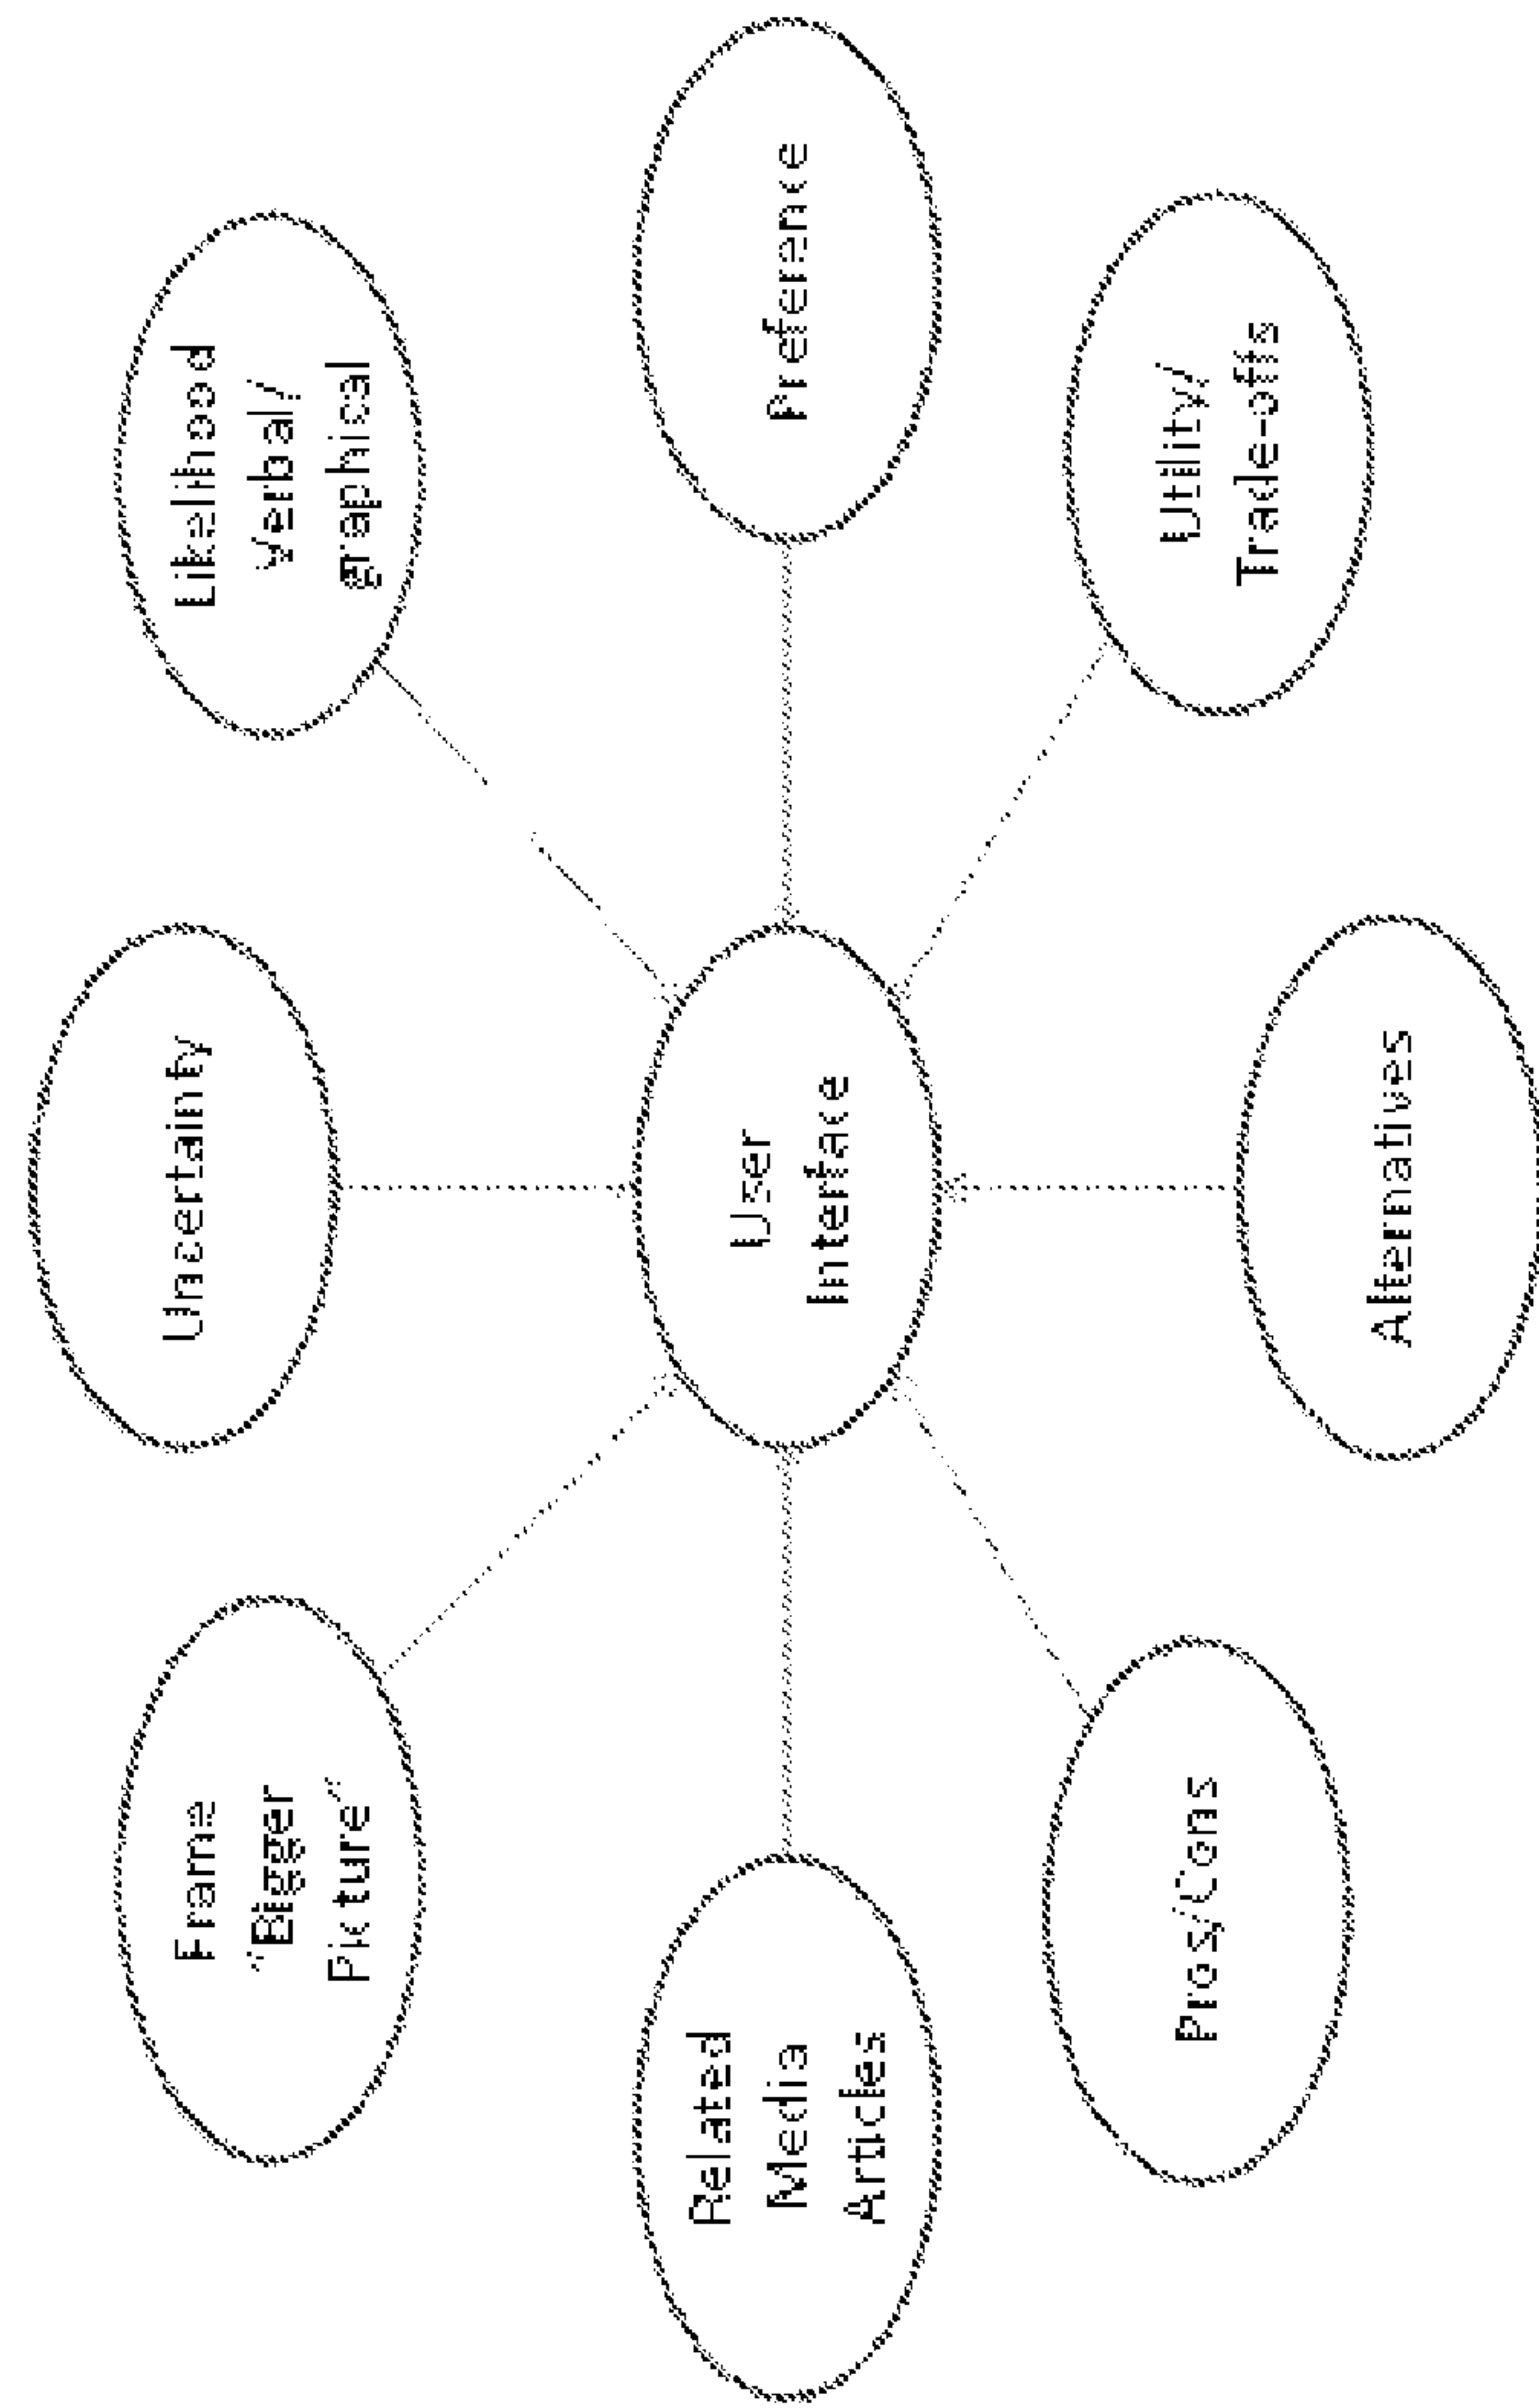 Uncertainty
Frame
“Bigger
Picture”
Likelihood
Verbal/
graphical
Related
Media
Articles
User
Interface
Preference
Pros/Cons
Utility/
Trade-offs
Alternatives